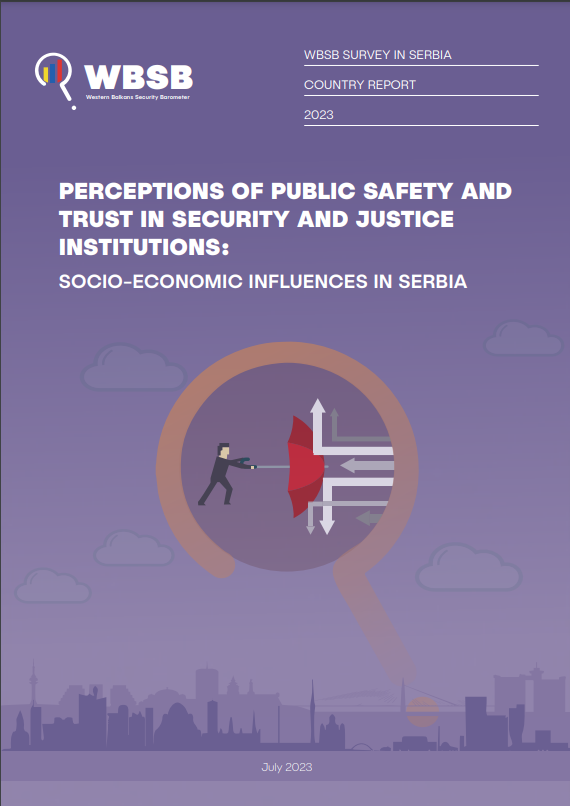 WBSB
Western Balkans Security Barometer
WBSB SURVEY IN SERBIA
COUNTRY REPORT
2023
PERCEPTIONS OF PUBLIC SAFETY AND
TRUST IN SECURITY AND JUSTICE
INSTITUTIONS:
SOCIO-ECONOMIC INFLUENCES IN SERBIA
July 2023